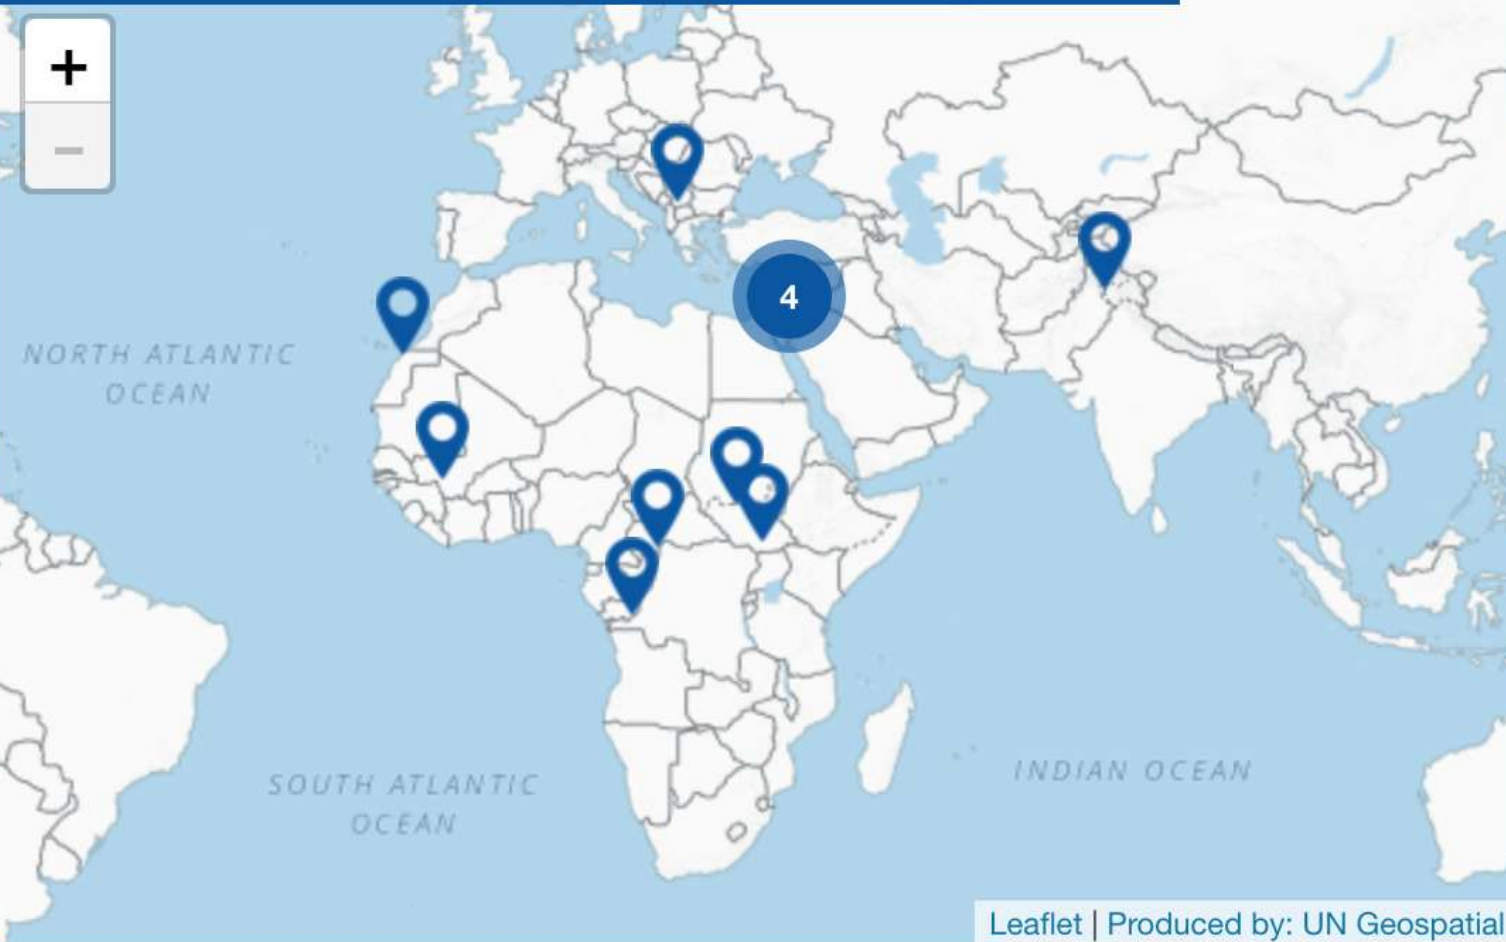 +
−
4
NORTH ATLANTIC
OCEAN
SOUTH ATLANTIC
OCEAN
INDIAN OCEAN
Leaflet | Produced by: UN Geospatial